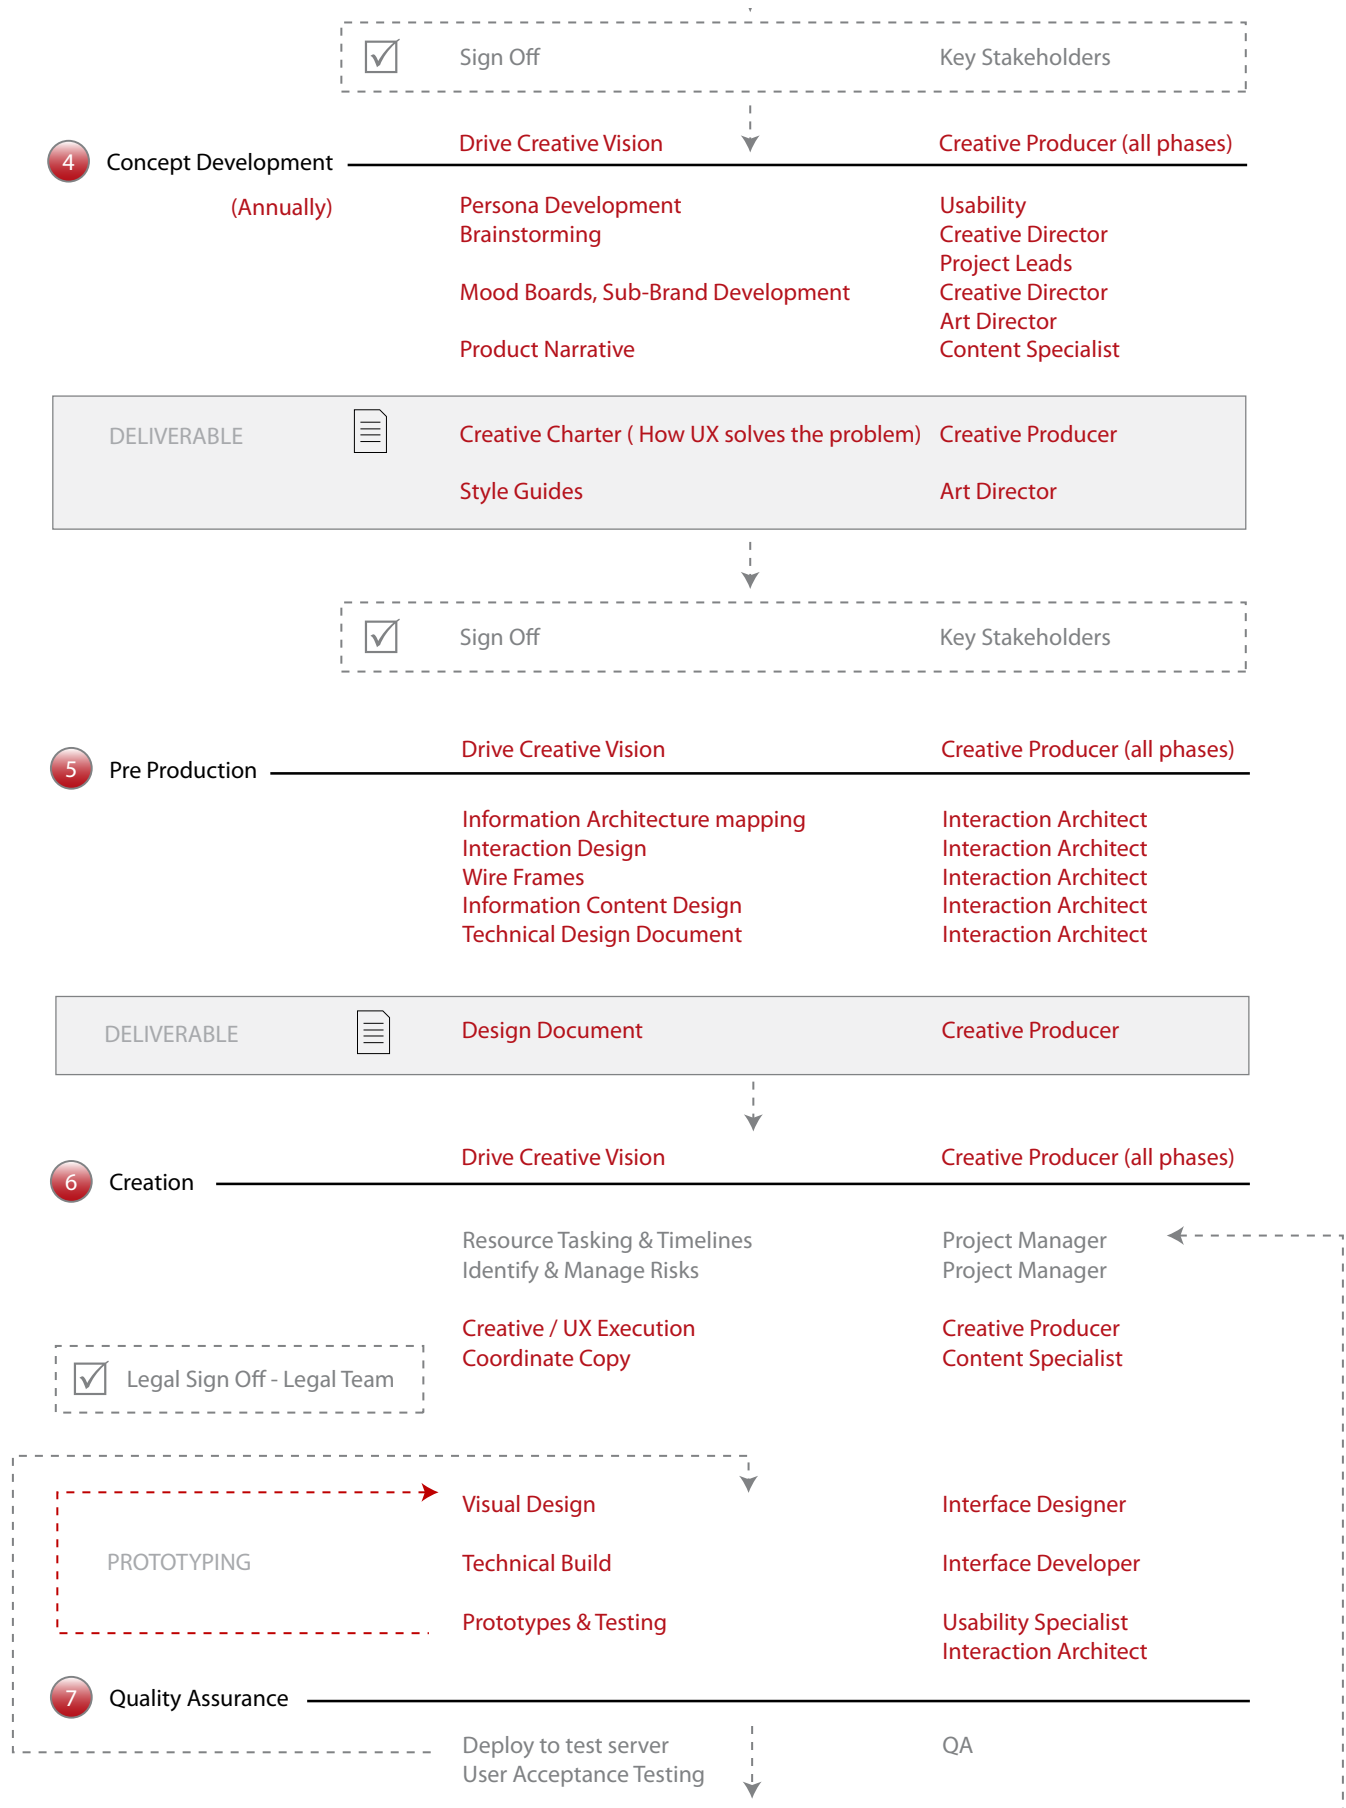 Sign Off Key Stakeholders
Drive Creative Vision Creative Producer (all phases)
4 Concept Development
(Annually) Persona Development Usability
Brainstorming Creative Director
Project Leads
Mood Boards, Sub-Brand Development Creative Director
Art Director
Product Narrative Content Specialist
DELIVERABLE Creative Charter ( How UX solves the problem) Creative Producer
Style Guides Art Director
Sign Off Key Stakeholders
Drive Creative Vision Creative Producer (all phases)
5 Pre Production
Information Architecture mapping Interaction Architect
Interaction Design Interaction Architect
Wire Frames Interaction Architect
Information Content Design Interaction Architect
Technical Design Document Interaction Architect
DELIVERABLE Design Document Creative Producer
Drive Creative Vision Creative Producer (all phases)
6 Creation
Resource Tasking & Timelines Project Manager
Identify & Manage Risks Project Manager
Creative / UX Execution Creative Producer
Coordinate Copy Content Specialist
Legal Sign Off - Legal Team
Visual Design Interface Designer
PROTOTYPING Technical Build Interface Developer
Prototypes & Testing Usability Specialist
Interaction Architect
7 Quality Assurance
Deploy to test server QA
User Acceptance Testing